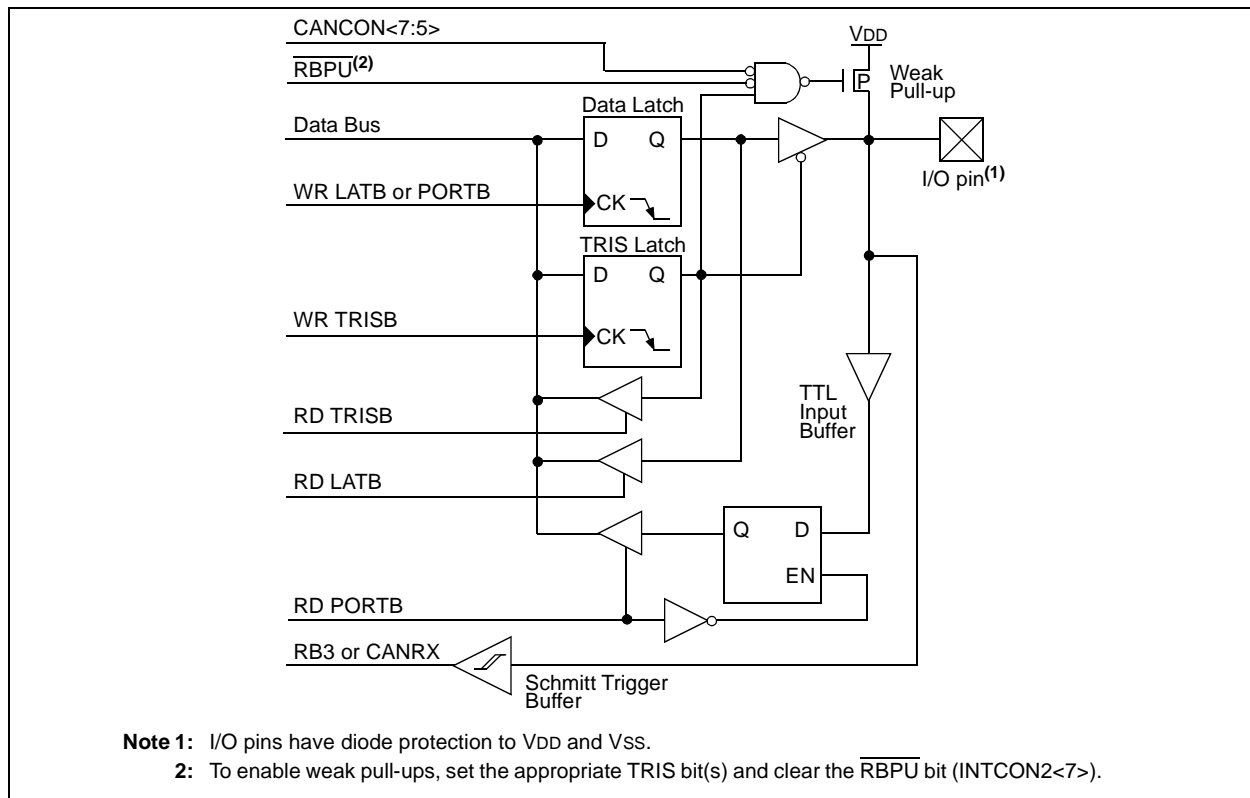 CANCON<7:5>
RBPU(2)
VDD
P
Weak
Pull-up
Data Latch
Data Bus
D Q
I/O pin(1)
WR LATB or PORTB
CK
TRIS Latch
D Q
WR TRISB
CK
TTL
Input
Buffer
RD TRISB
RD LATB
Q D
EN
RD PORTB
RB3 or CANRX
Schmitt Trigger
Buffer
Note 1: I/O pins have diode protection to VDD and VSS.
2: To enable weak pull-ups, set the appropriate TRIS bit(s) and clear the RBPU bit (INTCON2<7>).